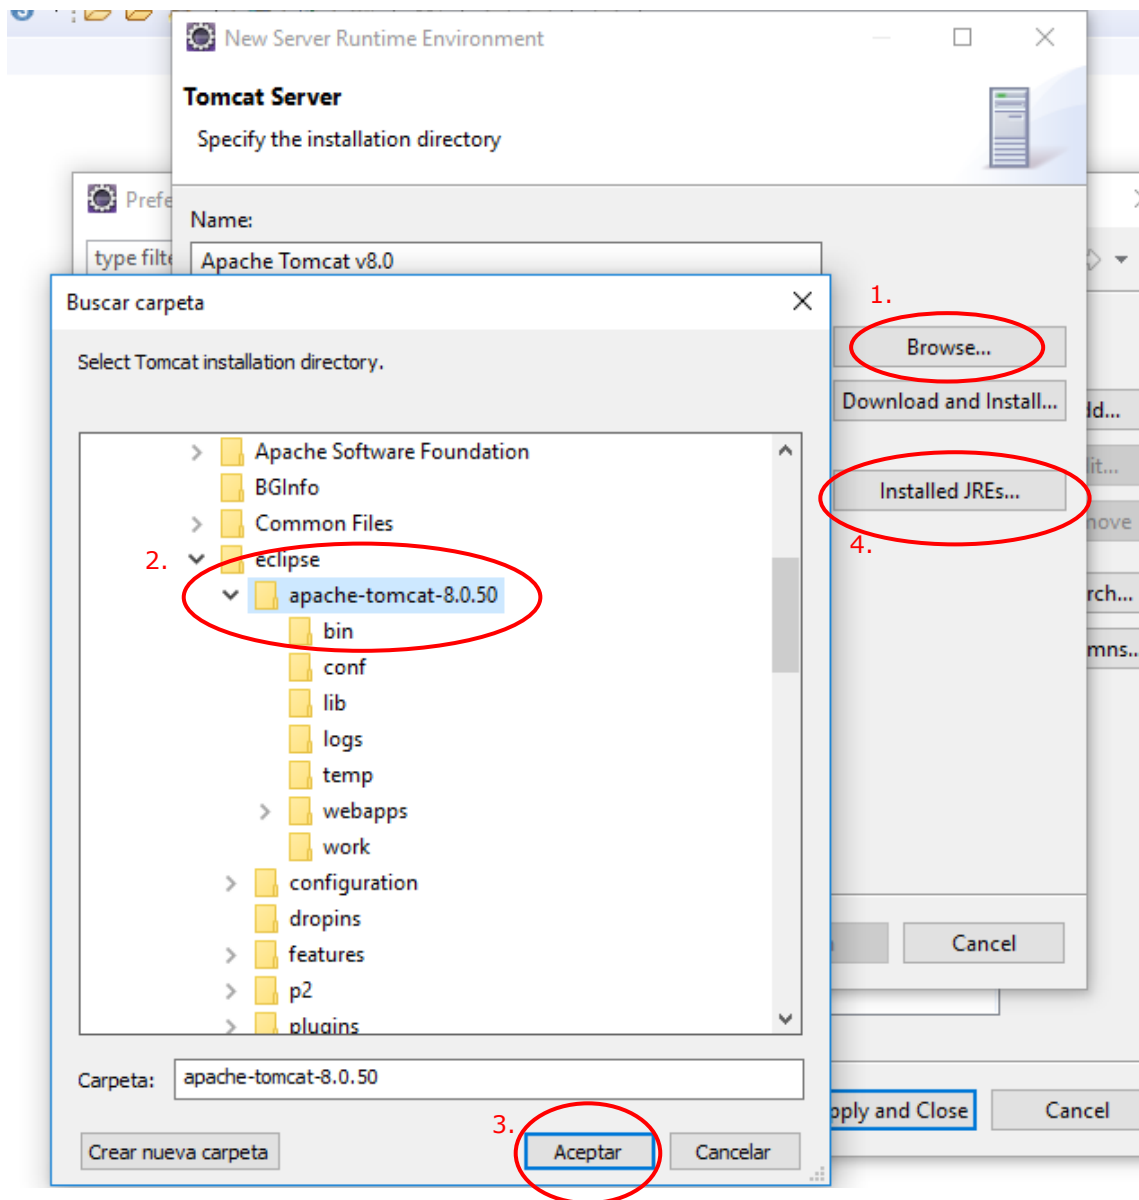 New Server Runtime Environment
Tomcat Server
Specify the installation directory
Prefe
Name:
type filte
Apache Tomcat v8.0
Buscar carpeta
1.
Browse...
Select Tomcat installation directory.
Download and Install...
dd...
Apache Software Foundation
it...
BGInfo
Installed JREs...
Common Files
nove
4.
2.
eclipse
apache-tomcat-8.0.50
rch...
bin
mns..
conf
lib
logs
temp
webapps
work
configuration
dropins
features
Cancel
p2
plugins
Carpeta:
apache-tomcat-8.0.50
pply and Close
Cancel
3.
Crear nueva carpeta
Aceptar
Cancelar